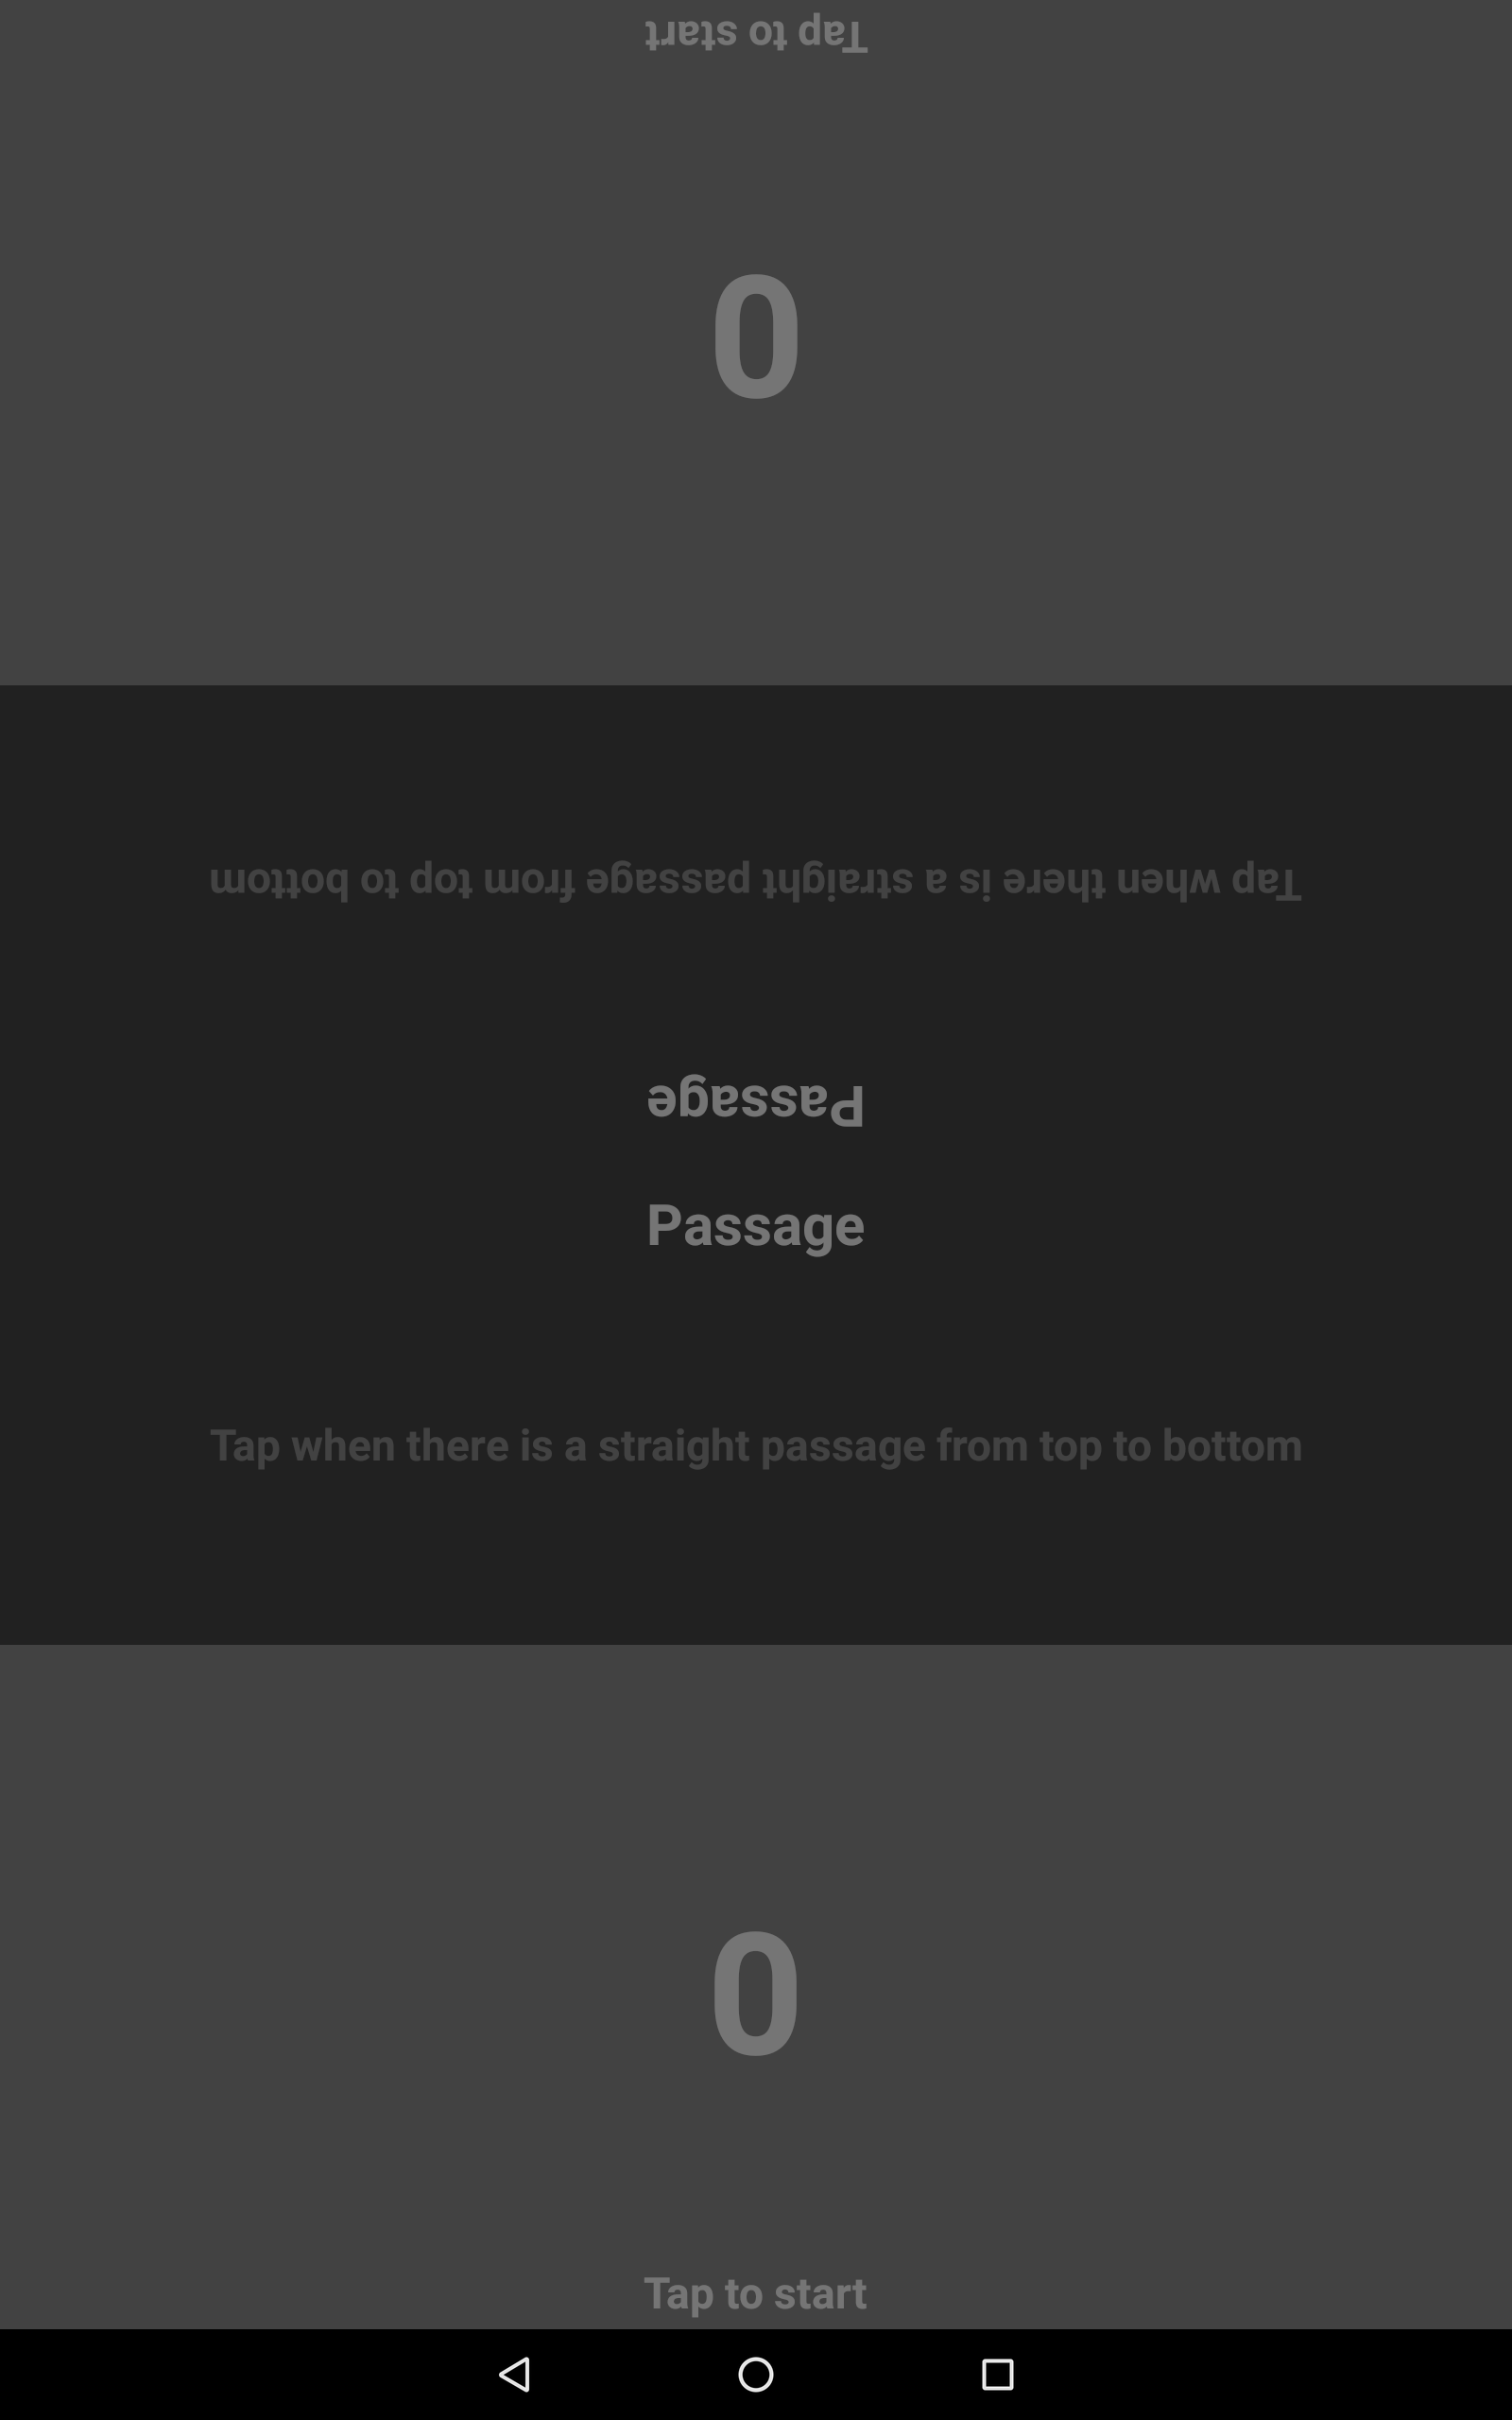 Tap to start
0
Tap when there is a straight passage from top to bottom
Passage
Passage
Tap when there is a straight passage from top to bottom
0
Tap to start